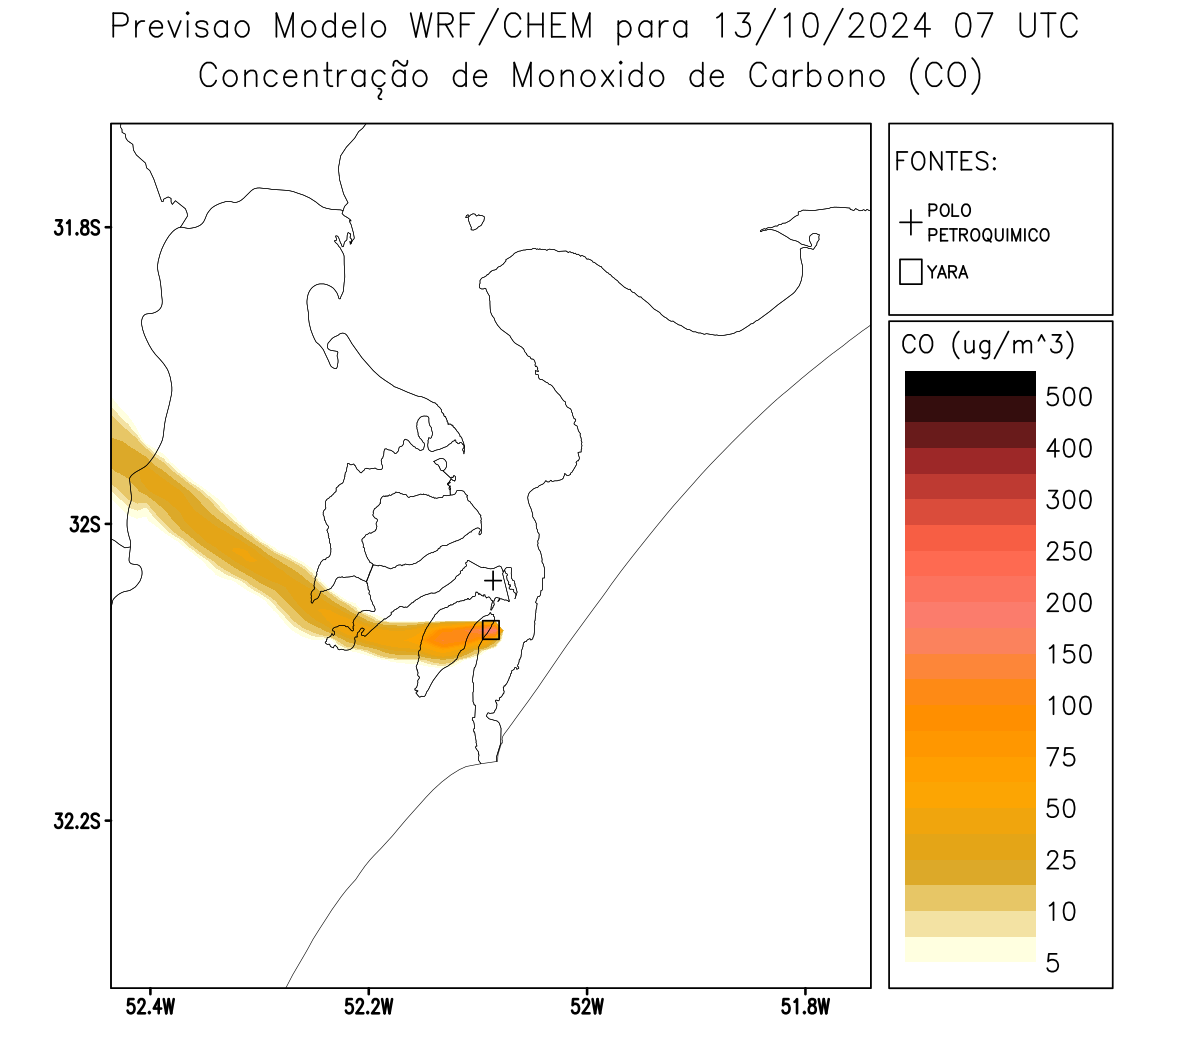 Previsao Modelo WRF/CHEM para 13/10/2024 07 UTC
Concentração de Monoxido de Carbono (CO)
FONTES:
POLO
PETROQUIMICO
YARA
CO (ug/m^3)
500
400
300
250
200
150
100
75
50
25
10
5
31.8S
32S
32.2S
52.4W
52.2W
52W
51.8W